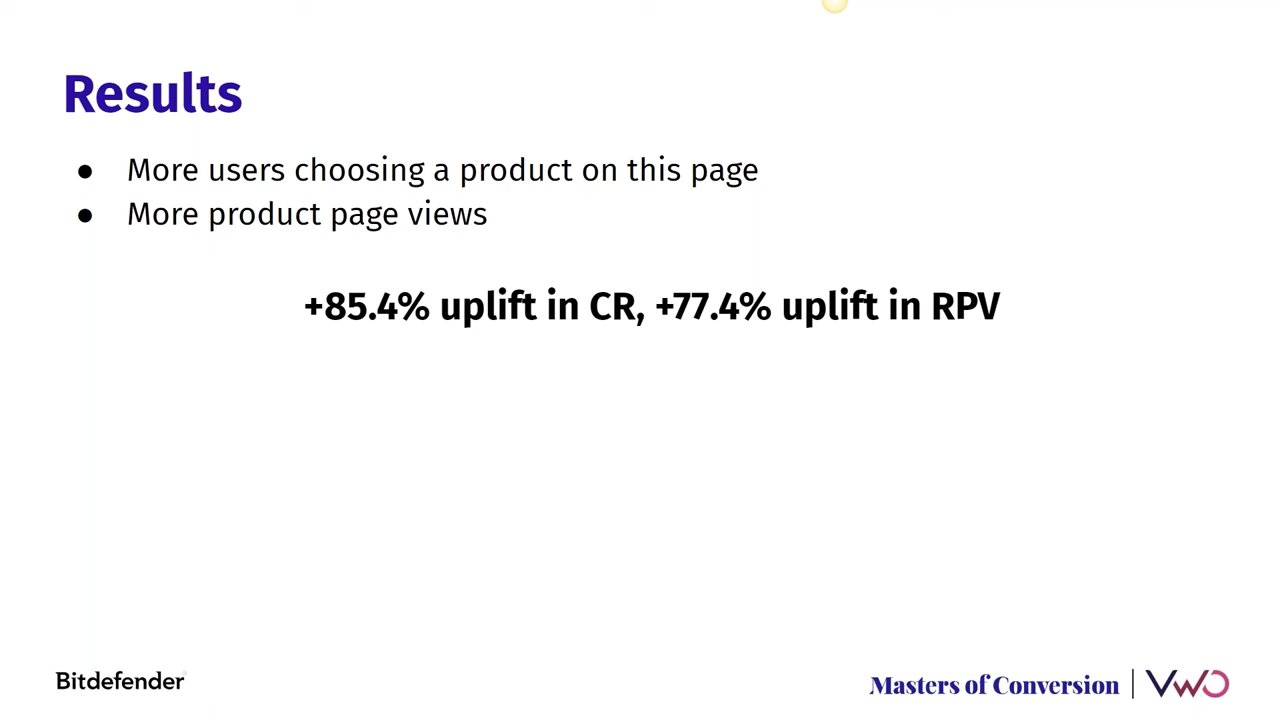 Results
● More users choosing a product on this page
● More product page views
+85.4% uplift in CR, +77.4% uplift in RPV
Bitdefender
Masters of Conversion | VWO